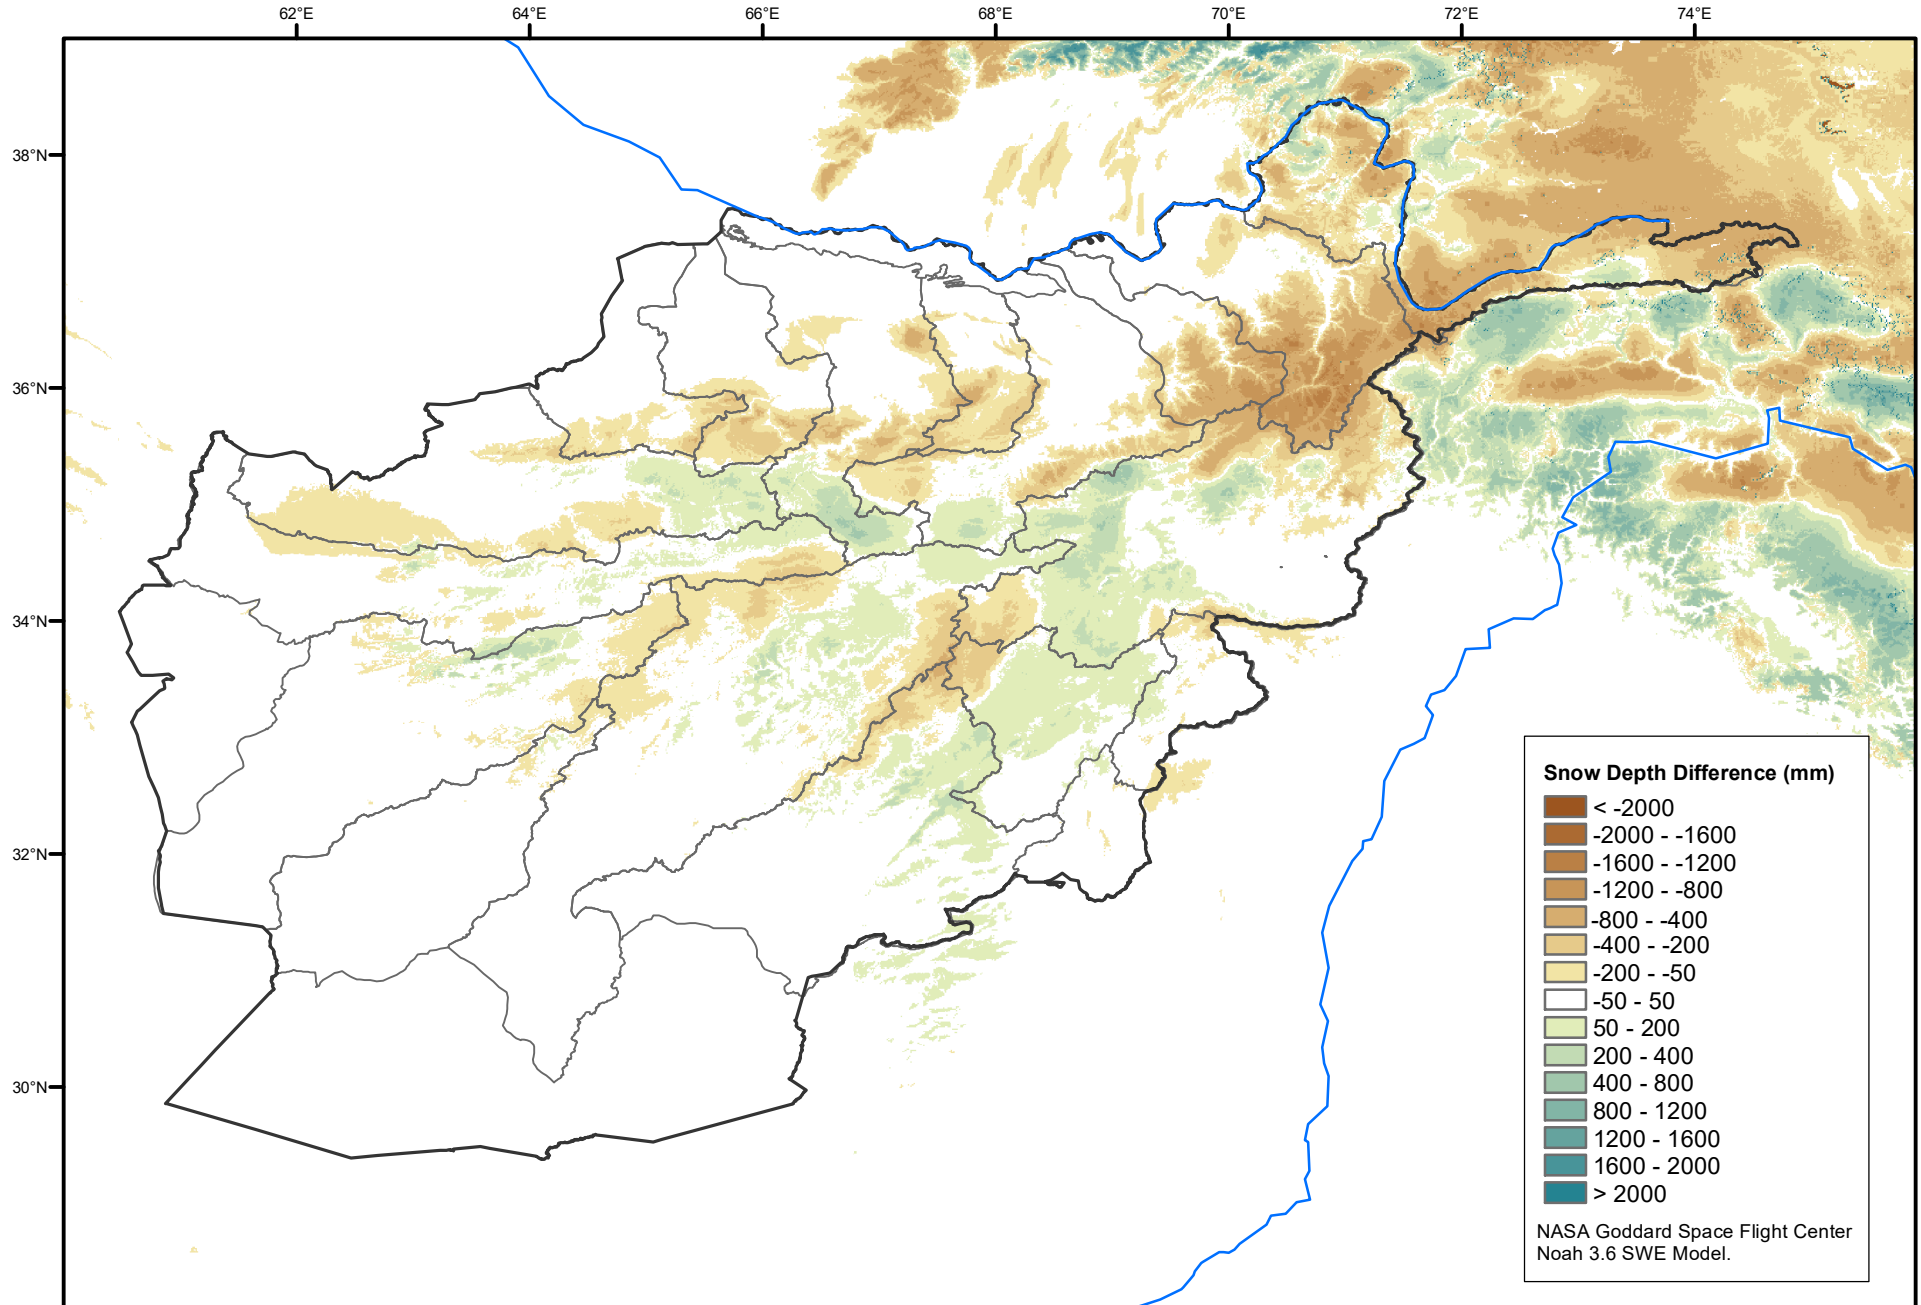 62°E 64°E 66°E 68°E 70°E 72°E 74°E
38°N
36°N
34°N
32°N
30°N
Snow Depth Difference (mm)
< -2000
-2000 - -1600
-1600 - -1200
-1200 - -800
-800 - -400
-400 - -200
-200 - -50
-50 - 50
50 - 200
200 - 400
400 - 800
800 - 1200
1200 - 1600
1600 - 2000
> 2000
NASA Goddard Space Flight Center
Noah 3.6 SWE Model.